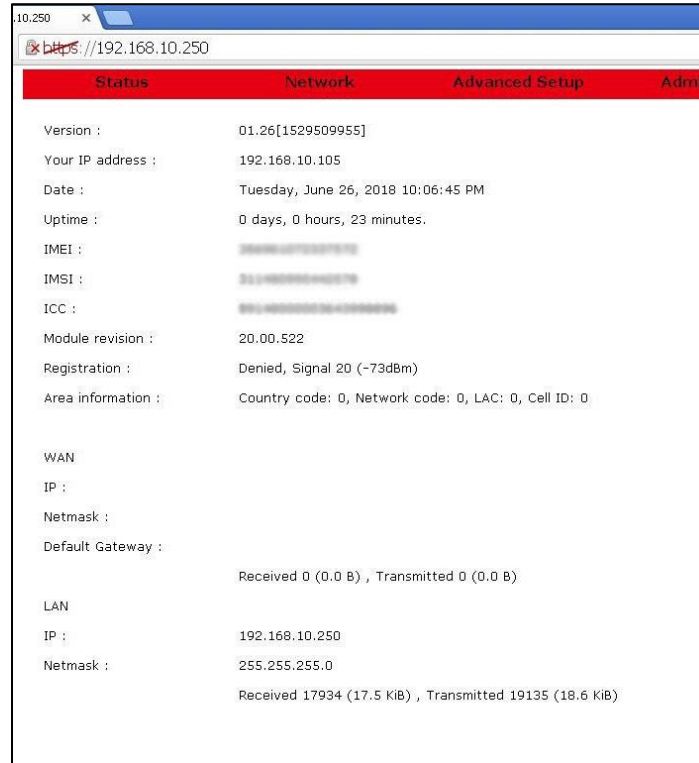 .10.250
https://192.168.10.250
Status Network Advanced Setup Adm
Version : 01.26[1529509955]
Your IP address : 192.168.10.105
Date : Tuesday, June 26, 2018 10:06:45 PM
Uptime : 0 days, 0 hours, 23 minutes.
IMEI :
IMSI :
ICC :
Module revision : 20.00.522
Registration : Denied, Signal 20 (-73dBm)
Area information : Country code: 0, Network code: 0, LAC: 0, Cell ID: 0
WAN
IP :
Netmask :
Default Gateway :
Received 0 (0.0 B) , Transmitted 0 (0.0 B)
LAN
IP : 192.168.10.250
Netmask : 255.255.255.0
Received 17934 (17.5 KiB) , Transmitted 19135 (18.6 KiB)